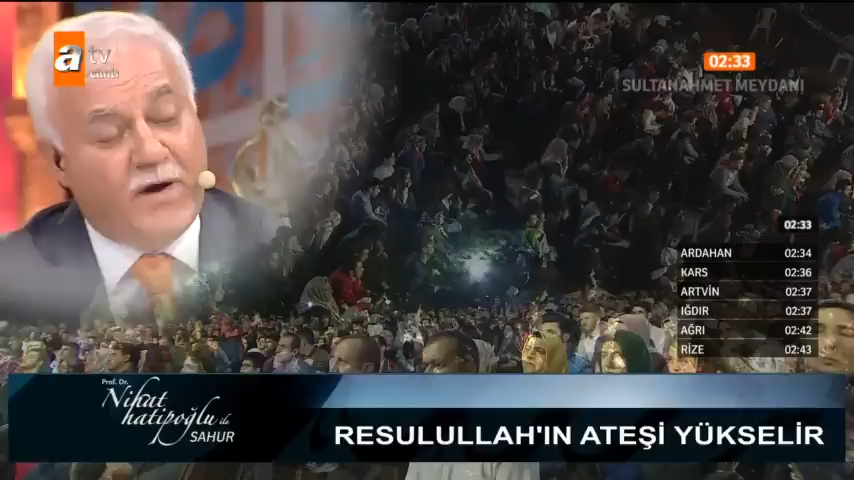 atv
canlı
02:33
SULTANAHMET MEYDANI
02:33
ARDAHAN 02:34
KARS 02:36
ARTVİN 02:37
IĞDIR 02:37
AĞRI 02:42
RİZE 02:43
Prof. Dr.
Nihat
hatipoğlu ile
SAHUR
RESULULLAH'IN ATEŞİ YÜKSELİR